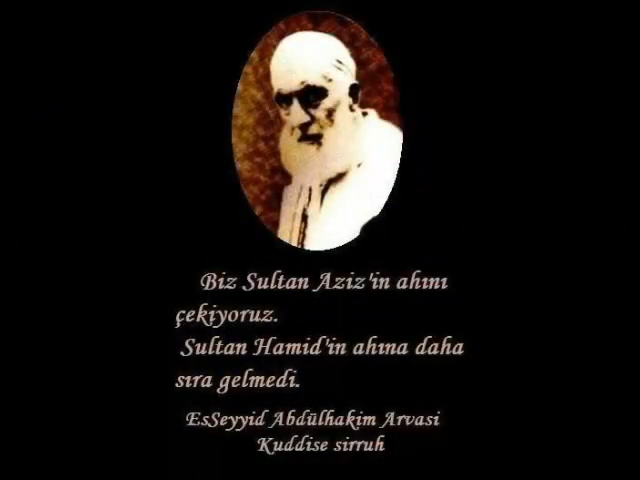 Biz Sultan Aziz'in ahını
çekiyoruz.
Sultan Hamid'in ahına daha
sıra gelmedi.
EsSeyyid Abdülhakim Arvasi
Kuddise sirruh